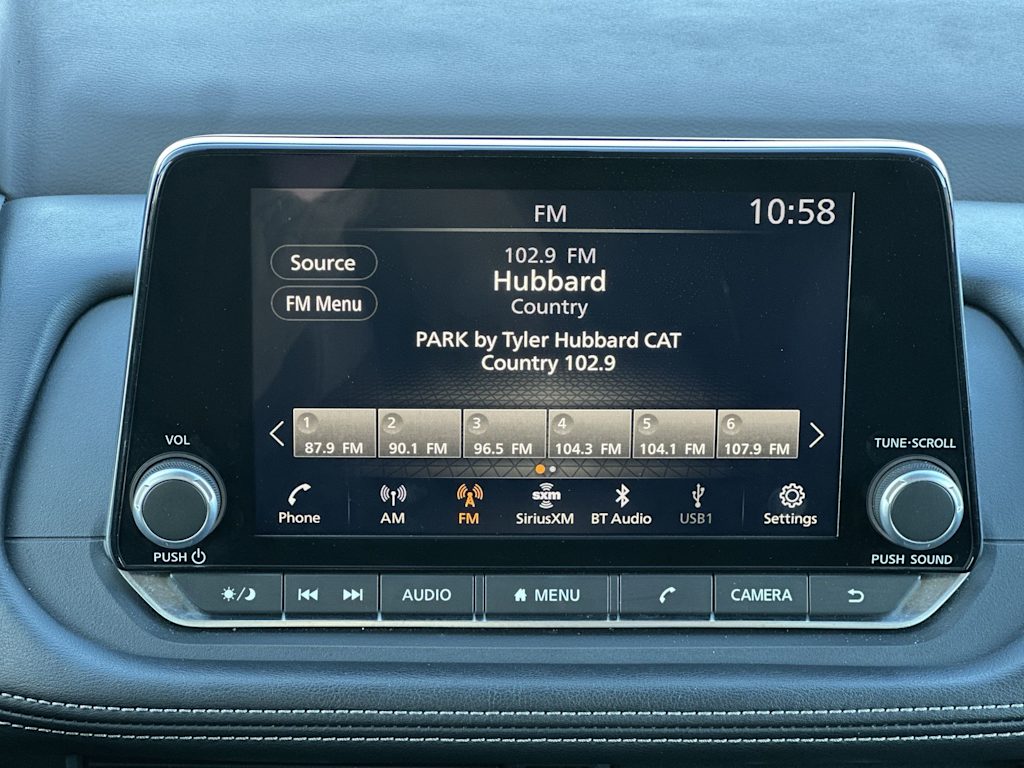 FM
10:58
Source
FM Menu
102.9 FM
Hubbard
Country
PARK by Tyler Hubbard CAT
Country 102.9
1
87.9 FM
2
90.1 FM
3
96.5 FM
4
104.3 FM
5
104.1 FM
6
107.9 FM
VOL
TUNE·SCROLL
Phone
AM
FM
sxm
SiriusXM
BT Audio
USB1
Settings
PUSH
PUSH SOUND
AUDIO
MENU
CAMERA